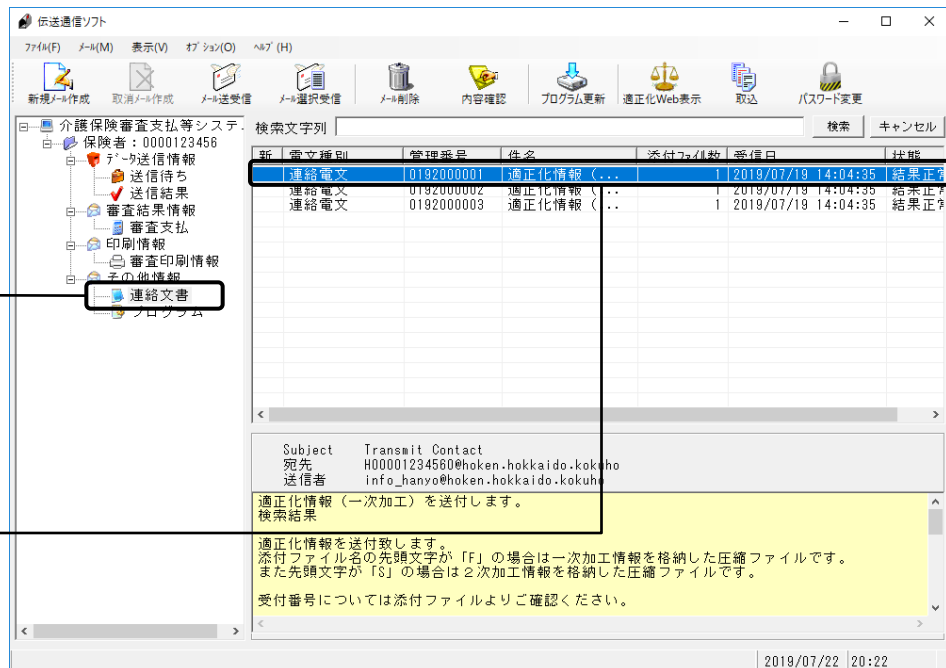 伝送通信ソフト
ファイル(F) メール(M) 表示(V) オプション(O) ヘルプ(H)
新規メール作成 取消メール作成 メール送受信 メール選択受信 メール削除 内容確認 プログラム更新 適正化Web表示 取込 パスワード変更
介護保険審査支払等システ.
保険者：0000123456
データ送信情報
送信待ち
送信結果
審査結果情報
審査支払
印刷情報
審査印刷情報
その他情報
連絡文書
プログラム
検索文字列 検索 キャンセル
新 電文種別 管理番号 件名 添付ファイル数 受信日 状態
連絡電文 0192000001 適正化情報（... 1 2019/07/19 14:04:35 結果正常
連絡電文 0192000002 適正化情報（... 1 2019/07/19 14:04:35 結果正常
連絡電文 0192000003 適正化情報（... 1 2019/07/19 14:04:35 結果正常
Subject Transmit Contact
宛先 H00001234560@hoken.hokkaido.kokuho
送信者 info_hanyo@hoken.hokkaido.kokuho
適正化情報（一次加工）を送付します。
検索結果
適正化情報を送付致します。
添付ファイル名の先頭文字が「F」の場合は一次加工情報を格納した圧縮ファイルです。
また先頭文字が「S」の場合は２次加工情報を格納した圧縮ファイルです。
受付番号については添付ファイルよりご確認ください。
2019/07/22 20:22